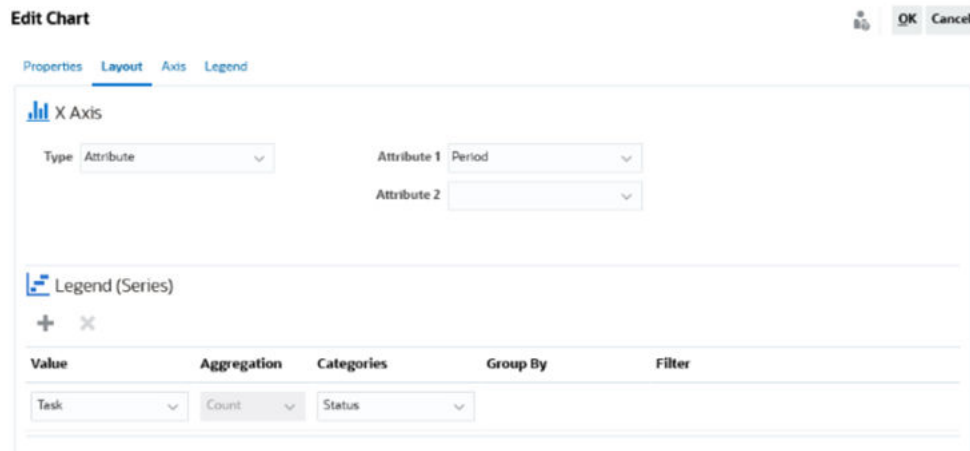 Edit Chart
OK Cancel
Properties Layout Axis Legend
X Axis
Type Attribute Attribute 1 Period
Attribute 2
Legend (Series)
Value Aggregation Categories Group By Filter
Task Count Status